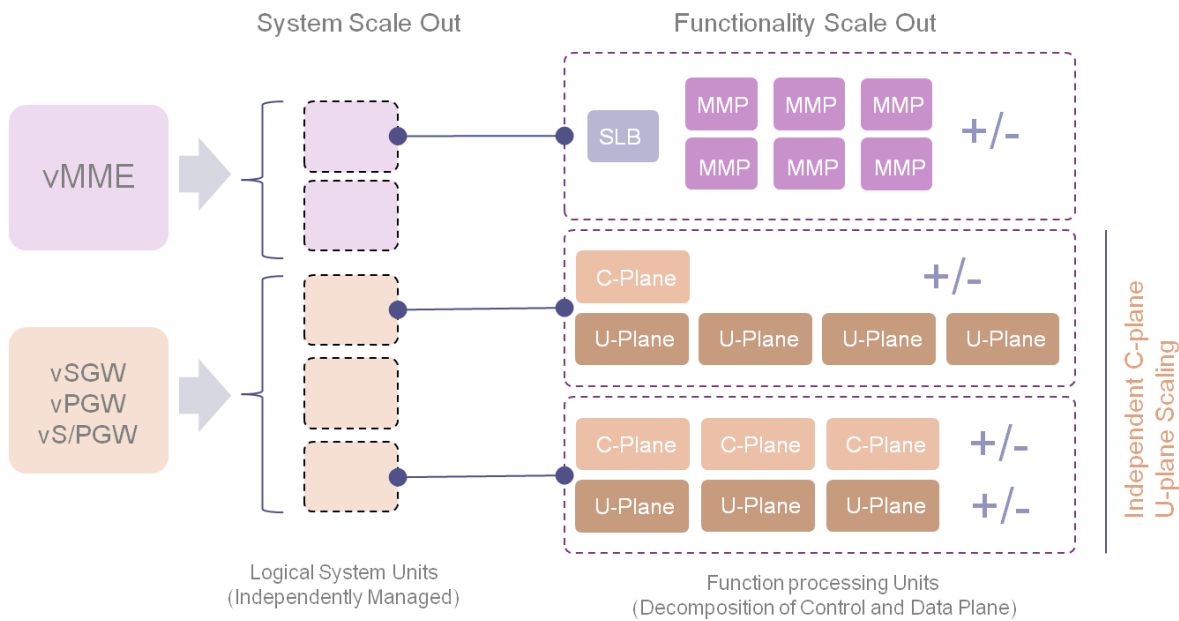 System Scale Out
Functionality Scale Out
vMME
SLB
MMP MMP MMP
MMP MMP MMP
+/-
vSGW
vPGW
vS/PGW
C-Plane
+/-
U-Plane U-Plane U-Plane U-Plane
C-Plane C-Plane C-Plane
+/-
U-Plane U-Plane U-Plane
+/-
Independent C-plane
U-plane Scaling
Logical System Units
(Independently Managed)
Function processing Units
(Decomposition of Control and Data Plane)